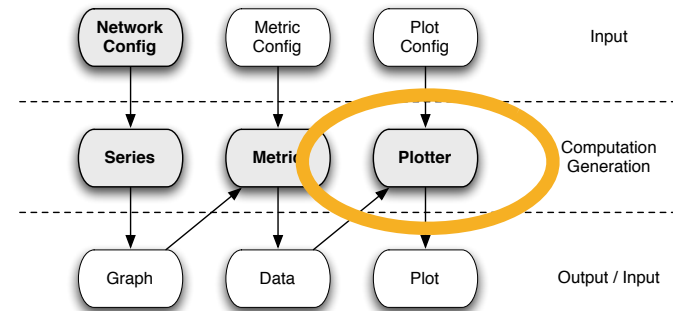 Network
Config
Metric
Config
Plot
Config
Input
Series
Metric
Plotter
Computation
Generation
Graph
Data
Plot
Output / Input